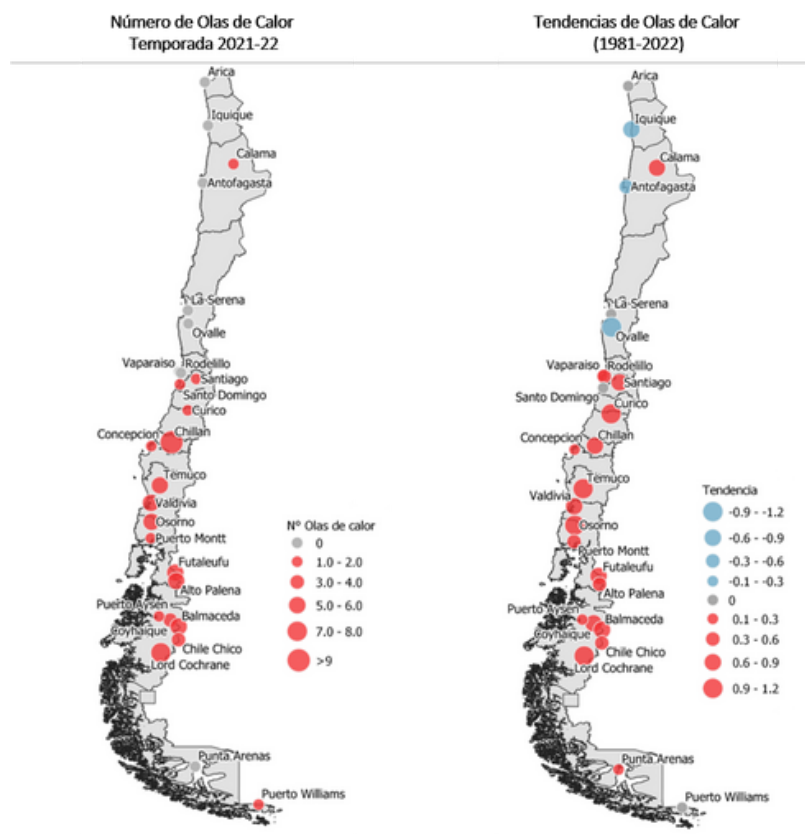 Número de Olas de Calor
Temporada 2021-22
Arica
Iquique
Calama
Antofagasta
La Serena
Ovalle
Vaparaiso
Rodelillo
Santiago
Santo Domingo
Curico
Chillan
Concepcion
Temuco
Valdivia
Osorno
Puerto Montt
Futaleufu
Alto Palena
Puerto Aysen
Balmaceda
Coyhaique
Chile Chico
Lord Cochrane
Punta Arenas
Puerto Williams
N° Olas de calor
0
1.0 - 2.0
3.0 - 4.0
5.0 - 6.0
7.0 - 8.0
>9
Tendencias de Olas de Calor
(1981-2022)
Arica
Iquique
Calama
Antofagasta
La Serena
Ovalle
Vaparaiso
Rodelillo
Santiago
Santo Domingo
Curico
Concepcion
Chillan
Temuco
Valdivia
Osorno
Puerto Montt
Futaleufu
Alto Palena
Puerto Aysen
Balmaceda
Coyhaique
Chile Chico
Lord Cochrane
Punta Arenas
Puerto Williams
Tendencia
-0.9 - -1.2
-0.6 - -0.9
-0.3 - -0.6
-0.1 - -0.3
0
0.1 - 0.3
0.3 - 0.6
0.6 - 0.9
0.9 - 1.2